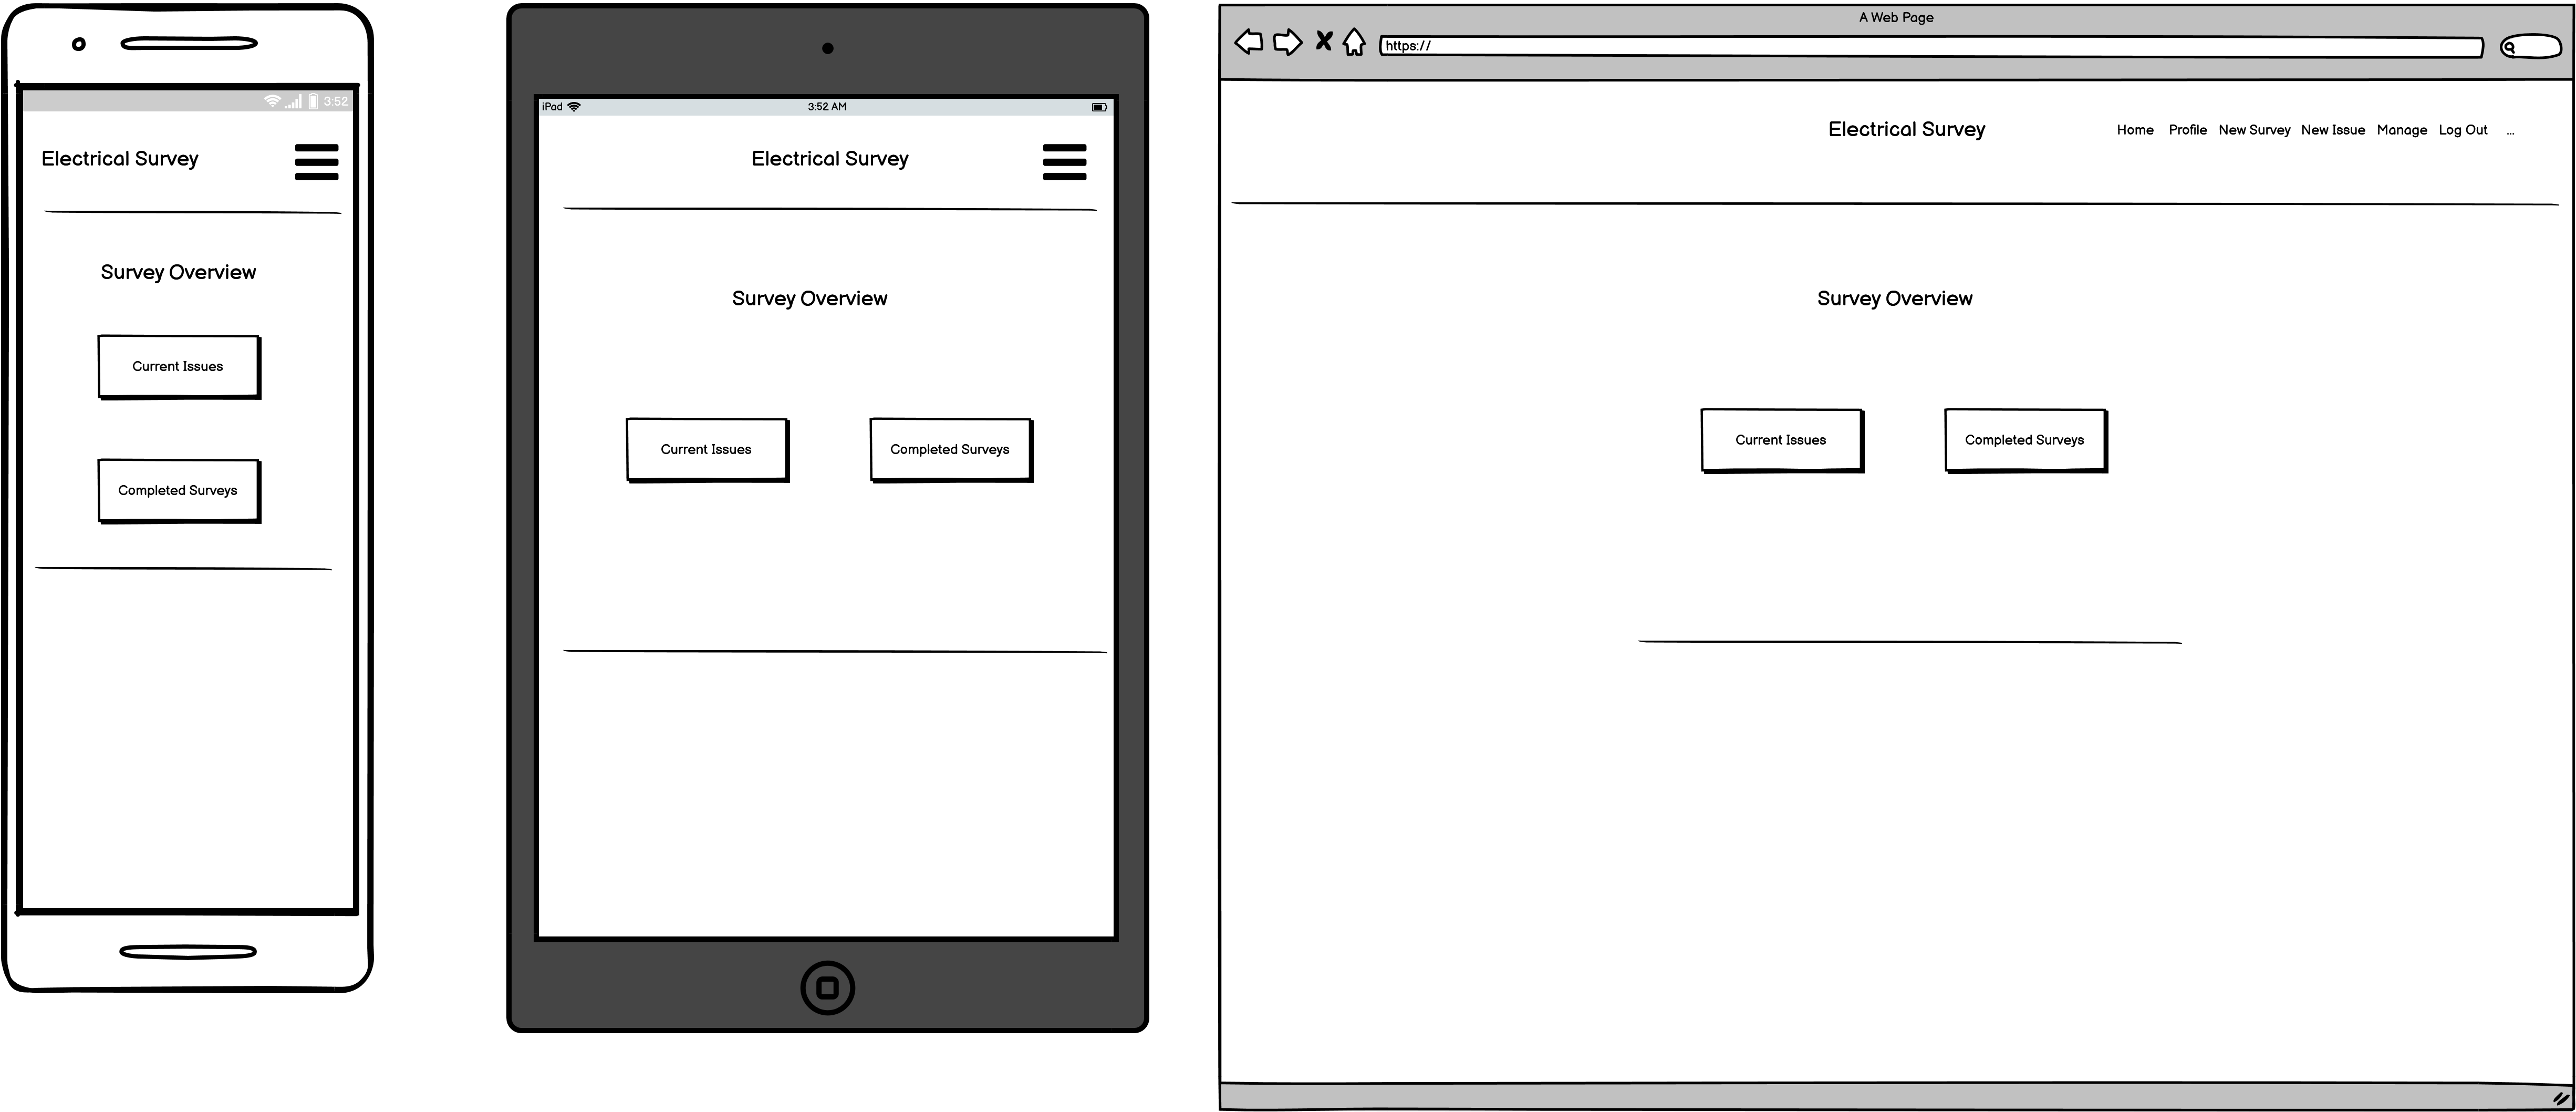 3:52
Electrical Survey
Survey Overview
Current Issues
Completed Surveys
iPad 3:52 AM
Electrical Survey
Survey Overview
Current Issues Completed Surveys
A Web Page
https://
Electrical Survey Home Profile New Survey New Issue Manage Log Out ...
Survey Overview
Current Issues Completed Surveys